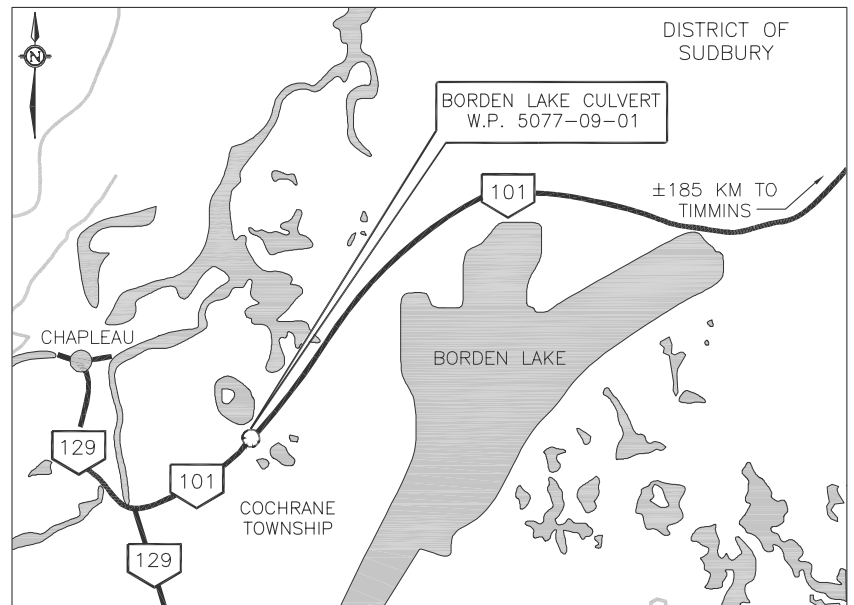 N
DISTRICT OF
SUDBURY
BORDEN LAKE CULVERT
W.P. 5077-09-01
101
±185 KM TO
TIMMINS
CHAPLEAU
BORDEN LAKE
129
101
COCHRANE
TOWNSHIP
129